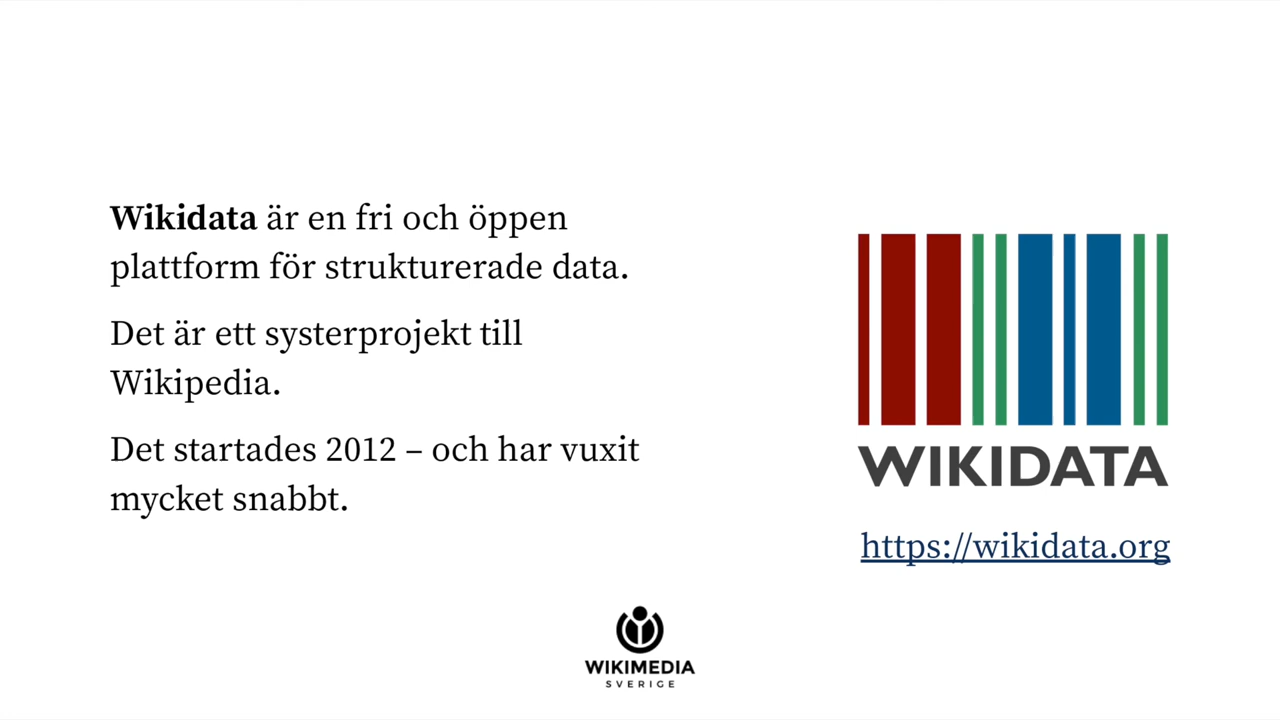 Wikidata är en fri och öppen
plattform för strukturerade data.
Det är ett systerprojekt till
Wikipedia.
Det startades 2012 – och har vuxit
mycket snabbt.
WIKIDATA
https://wikidata.org
WIKIMEDIA
SVERIGE